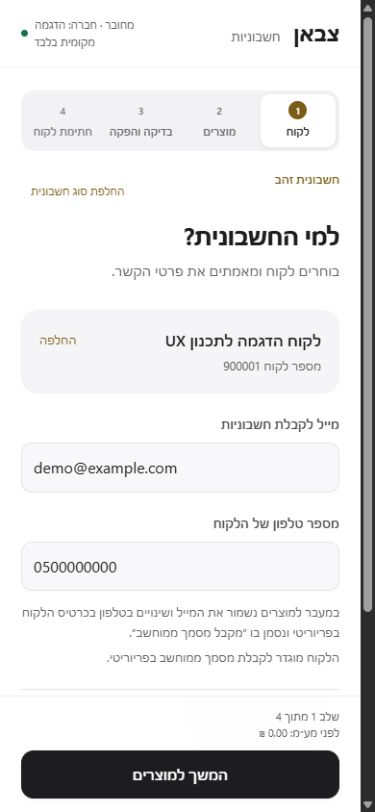 צבאן חשבוניות
מחובר · חברה: הדגמה
מקומית בלבד
1 2 3 4
לקוח מוצרים בדיקה והפקה חתימת לקוח
חשבונית זהב
החלפת סוג חשבונית
למי החשבונית?
בוחרים לקוח ומאמתים את פרטי הקשר.
לקוח הדגמה לתכנון UX
החלפה
מספר לקוח 900001
מייל לקבלת חשבוניות
demo@example.com
מספר טלפון של הלקוח
0500000000
במעבר למוצרים נשמור את המייל ושינויים בטלפון בכרטיס הלקוח
בפריוריטי ונסמן בו ״מקבל מסמך ממוחשב״.
הלקוח מוגדר לקבלת מסמך ממוחשב בפריוריטי.
שלב 1 מתוך 4
לפני מע״מ: 0.00 ₪
המשך למוצרים